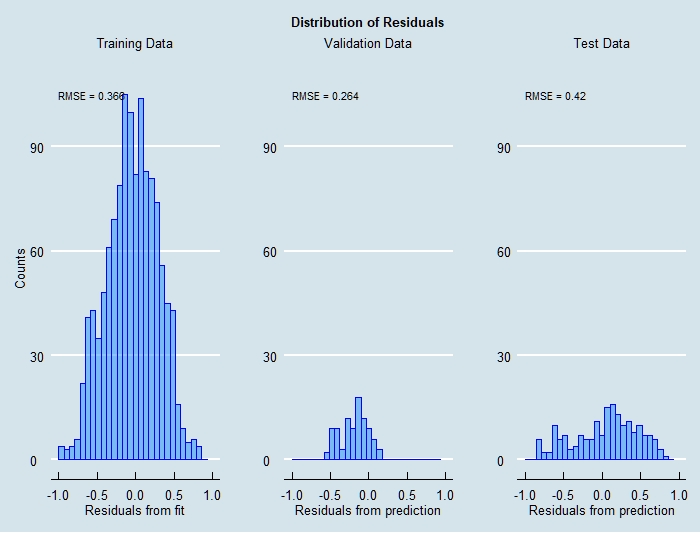 Distribution of Residuals
Training Data
Validation Data
Test Data
RMSE = 0.366
RMSE = 0.264
RMSE = 0.42
Counts
90
60
30
0
90
60
30
0
90
60
30
0
-1.0 -0.5 0.0 0.5 1.0
-1.0 -0.5 0.0 0.5 1.0
-1.0 -0.5 0.0 0.5 1.0
Residuals from fit
Residuals from prediction
Residuals from prediction